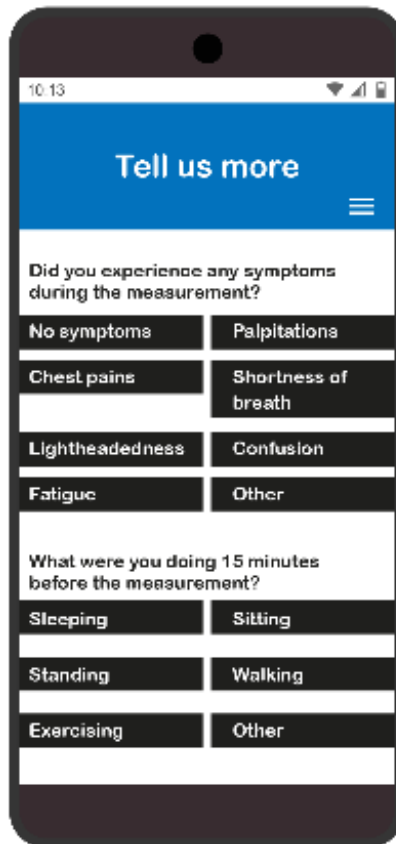 10:13
Tell us more
Did you experience any symptoms
during the measurement?
No symptoms
Palpitations
Chest pains
Shortness of
breath
Lightheadedness
Confusion
Fatigue
Other
What were you doing 15 minutes
before the measurement?
Sleeping
Sitting
Standing
Walking
Exercising
Other